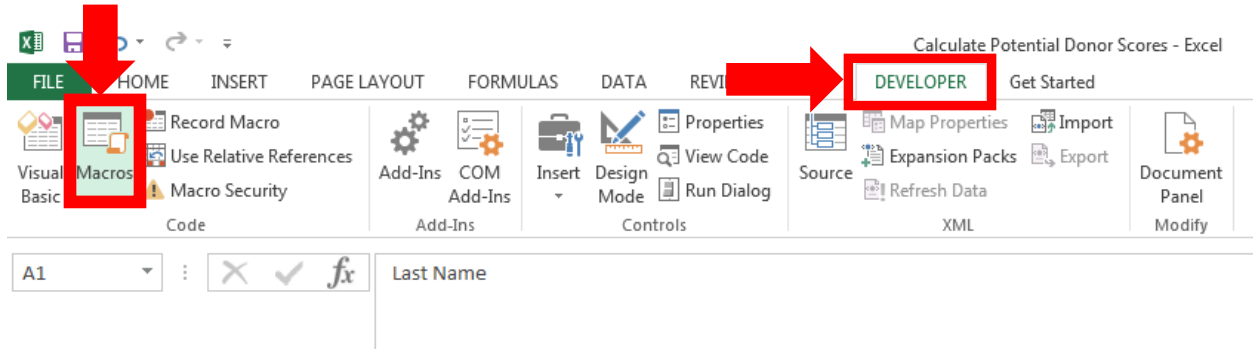 Calculate Potential Donor Scores - Excel
FILE HOME INSERT PAGE LAYOUT FORMULAS DATA DEVELOPER Get Started
Visual Basic
Macros
Record Macro
Use Relative References
Macro Security
Code
Add-Ins
COM Add-Ins
Add-Ins
Insert
Design Mode
Properties
View Code
Run Dialog
Controls
Source
Map Properties
Expansion Packs
Refresh Data
Import
Export
XML
Document Panel
Modify
A1
fx
Last Name